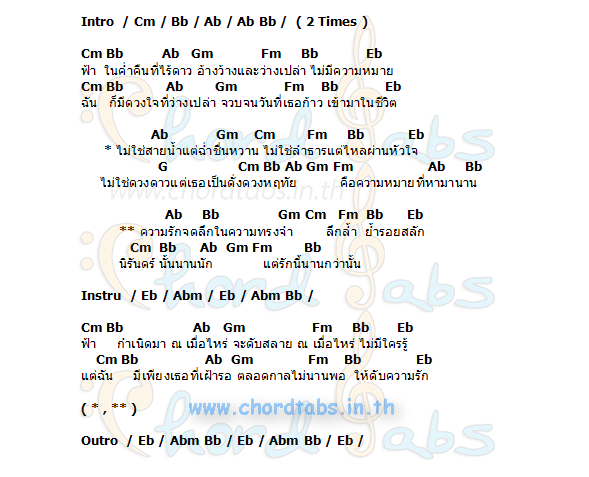 Intro / Cm / Bb / Ab / Ab Bb / ( 2 Times )
Cm Bb Ab Gm Fm Bb Eb
ฟ้า ในค่ำคืนที่ไร้ดาว อ้างว้างและว่างเปล่า ไม่มีความหมาย
Cm Bb Ab Gm Fm Bb Eb
ฉัน ก็มีดวงใจที่ว่างเปล่า จวบจนวันที่เธอก้าว เข้ามาในชีวิต
Ab Gm Cm Fm Bb Eb
* ไม่ใช่สายน้ำแต่ฉ่ำชื่นหวาน ไม่ใช่ลำธารแต่ไหลผ่านหัวใจ
G Cm Bb Ab Gm Fm Ab Bb
ไม่ใช่ดวงดาวแต่เธอเป็นดั่งดวงหฤทัย คือความหมายที่หามานาน
www.chordtabs.in.th
Ab Bb Gm Cm Fm Bb Eb
** ความรักจดลึกในความทรงจำ ลึกล้ำ ย้ำรอยสลัก
Cm Bb Ab Gm Fm Bb
นิรันดร์ นั้นนานนัก แต่รักนี้นานกว่านั้น
Chord Tabs
Instru / Eb / Abm / Eb / Abm Bb /
Cm Bb Ab Gm Fm Bb Eb
ฟ้า กำเนิดมา ณ เมื่อไหร่ จะดับสลาย ณ เมื่อไหร่ ไม่มีใครรู้
Cm Bb Ab Gm Fm Bb Eb
แต่ฉัน มีเพียงเธอที่เฝ้ารอ ตลอดกาลไม่นานพอ ให้ดับความรัก
( * , ** )
www.chordtabs.in.th
Chord Tabs
Outro / Eb / Abm Bb / Eb / Abm Bb / Eb /